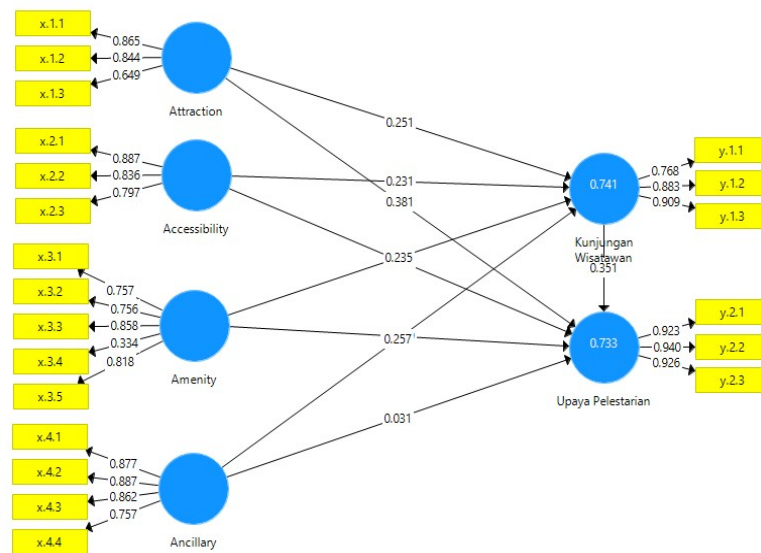 x.1.1
x.1.2
x.1.3
0.865
0.844
0.649
Attraction
x.2.1
x.2.2
x.2.3
0.887
0.836
0.797
Accessibility
x.3.1
x.3.2
x.3.3
x.3.4
x.3.5
0.757
0.756
0.858
0.334
0.818
Amenity
x.4.1
x.4.2
x.4.3
x.4.4
0.877
0.887
0.862
0.757
Ancillary
0.251
0.231
0.381
0.235
0.257
0.031
0.741
Kunjungan
Wisatawan
0.351
0.733
Upaya Pelestarian
0.768
0.883
0.909
y.1.1
y.1.2
y.1.3
0.923
0.940
0.926
y.2.1
y.2.2
y.2.3